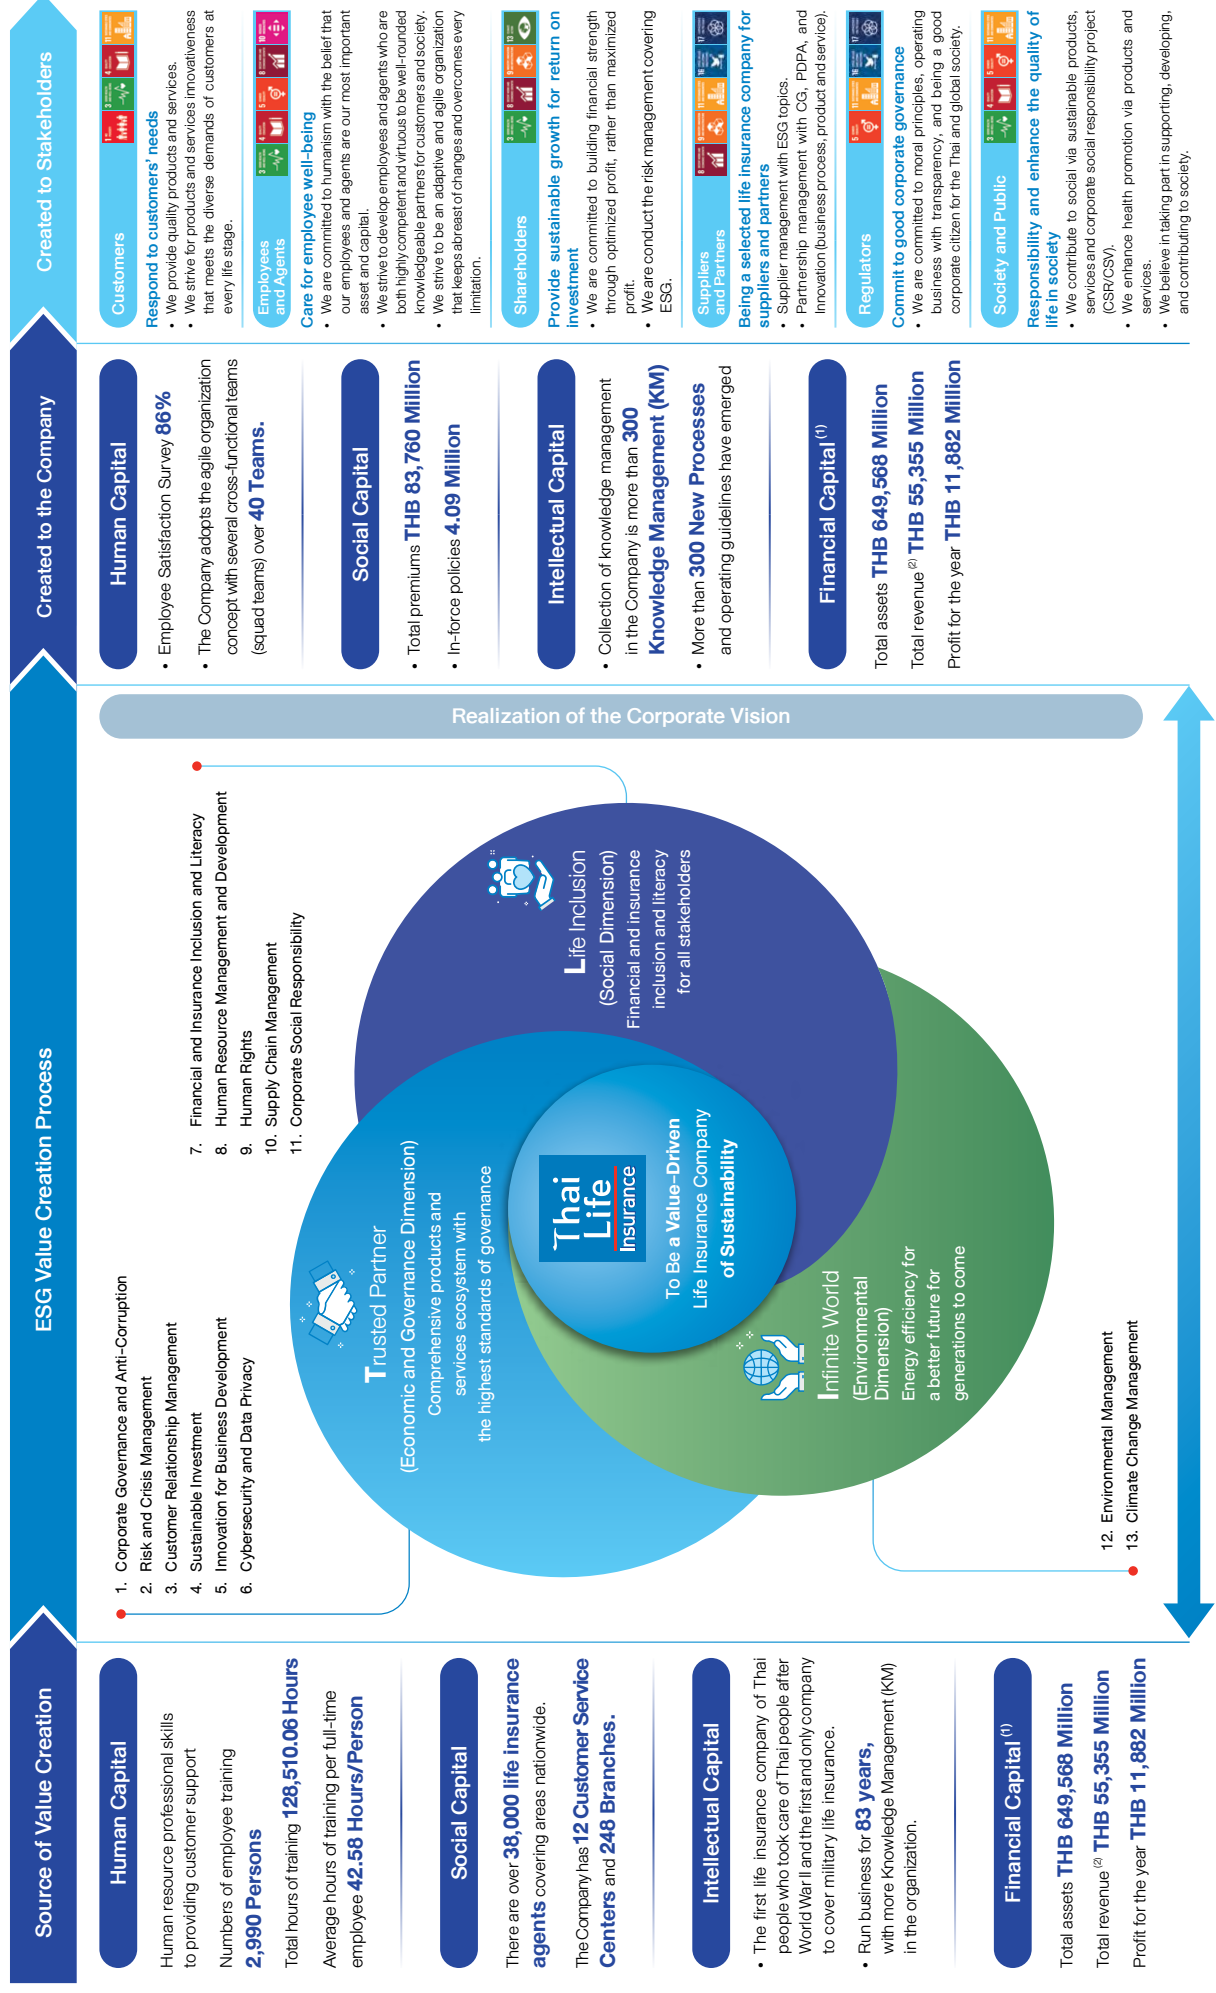 Source of Value Creation
ESG Value Creation Process
Created to the Company
Created to Stakeholders
Human Capital
Human resource professional skills
to providing customer support
Numbers of employee training
2,990 Persons
Total hours of training 128,510.06 Hours
Average hours of training per full-time
employee 42.58 Hours/Person
Social Capital
There are over 38,000 life insurance
agents covering areas nationwide.
The Company has 12 Customer Service
Centers and 248 Branches.
Intellectual Capital
• The first life insurance company of Thai
people who took care of Thai people after
World War II and the first and only company
to cover military life insurance.
• Run business for 83 years,
with more Knowledge Management (KM)
in the organization.
Financial Capital (1)
Total assets THB 649,568 Million
Total revenue (2) THB 55,355 Million
Profit for the year THB 11,882 Million
1. Corporate Governance and Anti-Corruption
2. Risk and Crisis Management
3. Customer Relationship Management
4. Sustainable Investment
5. Innovation for Business Development
6. Cybersecurity and Data Privacy
7. Financial and Insurance Inclusion and Literacy
8. Human Resource Management and Development
9. Human Rights
10. Supply Chain Management
11. Corporate Social Responsibility
Trusted Partner
(Economic and Governance Dimension)
Comprehensive products and
services ecosystem with
the highest standards of governance
Life Inclusion
(Social Dimension)
Financial and insurance
inclusion and literacy
for all stakeholders
Thai
Life
Insurance
To Be a Value-Driven
Life Insurance Company
of Sustainability
Infinite World
(Environmental
Dimension)
Energy efficiency for
a better future for
generations to come
12. Environmental Management
13. Climate Change Management
Realization of the Corporate Vision
Human Capital
• Employee Satisfaction Survey 86%
• The Company adopts the agile organization
concept with several cross-functional teams
(squad teams) over 40 Teams.
Social Capital
• Total premiums THB 83,760 Million
• In-force policies 4.09 Million
Intellectual Capital
• Collection of knowledge management
in the Company is more than 300
Knowledge Management (KM)
• More than 300 New Processes
and operating guidelines have emerged
Financial Capital (1)
Total assets THB 649,568 Million
Total revenue (2) THB 55,355 Million
Profit for the year THB 11,882 Million
Customers
1 3 4 11
Respond to customers' needs
• We provide quality products and services.
• We strive for products and services innovativeness
that meets the diverse demands of customers at
every life stage.
Employees
and Agents
3 4 5 8 10
Care for employee well-being
• We are committed to humanism with the belief that
our employees and agents are our most important
asset and capital.
• We strive to develop employees and agents who are
both highly competent and virtuous to be well-rounded
knowledgeable partners for customers and society.
• We strive to be an adaptive and agile organization
that keeps abreast of changes and overcomes every
limitation.
Shareholders
3 8 9 13
Provide sustainable growth for return on
investment
• We are committed to building financial strength
through optimized profit, rather than maximized
profit.
• We are conduct the risk management covering
ESG.
Suppliers
and Partners
8 9 11 16 17
Being a selected life insurance company for
suppliers and partners
• Supplier management with ESG topics.
• Partnership management with CG, PDPA, and
Innovation (business process, product and service).
Regulators
5 11 16 17
Commit to good corporate governance
• We are committed to moral principles, operating
business with transparency, and being a good
corporate citizen for the Thai and global society.
Society and Public
3 4 5 11
Responsibility and enhance the quality of
life in society
• We contribute to social via sustainable products,
services and corporate social responsibility project
(CSR/CSV).
• We enhance health promotion via products and
services.
• We believe in taking part in supporting, developing,
and contributing to society.